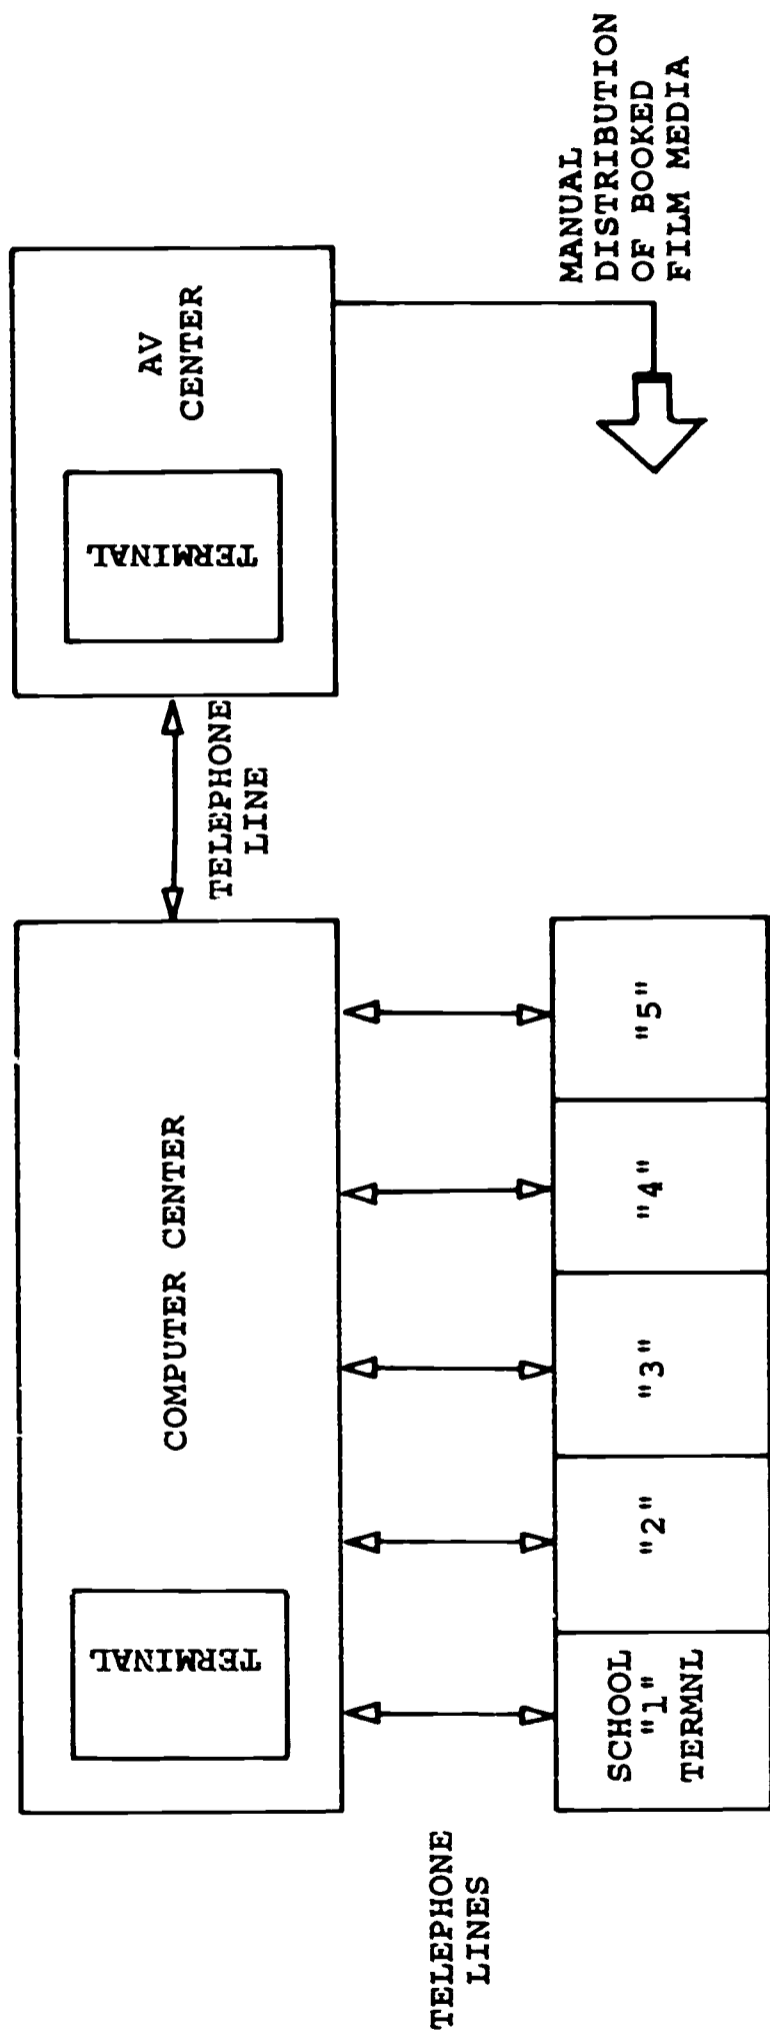 COMPUTER CENTER
TERMINAL
TELEPHONE
LINE
AV
CENTER
TERMINAL
TELEPHONE
LINES
SCHOOL
"1"
TERMNL
"2"
"3"
"4"
"5"
MANUAL
DISTRIBUTION
OF BOOKED
FILM MEDIA